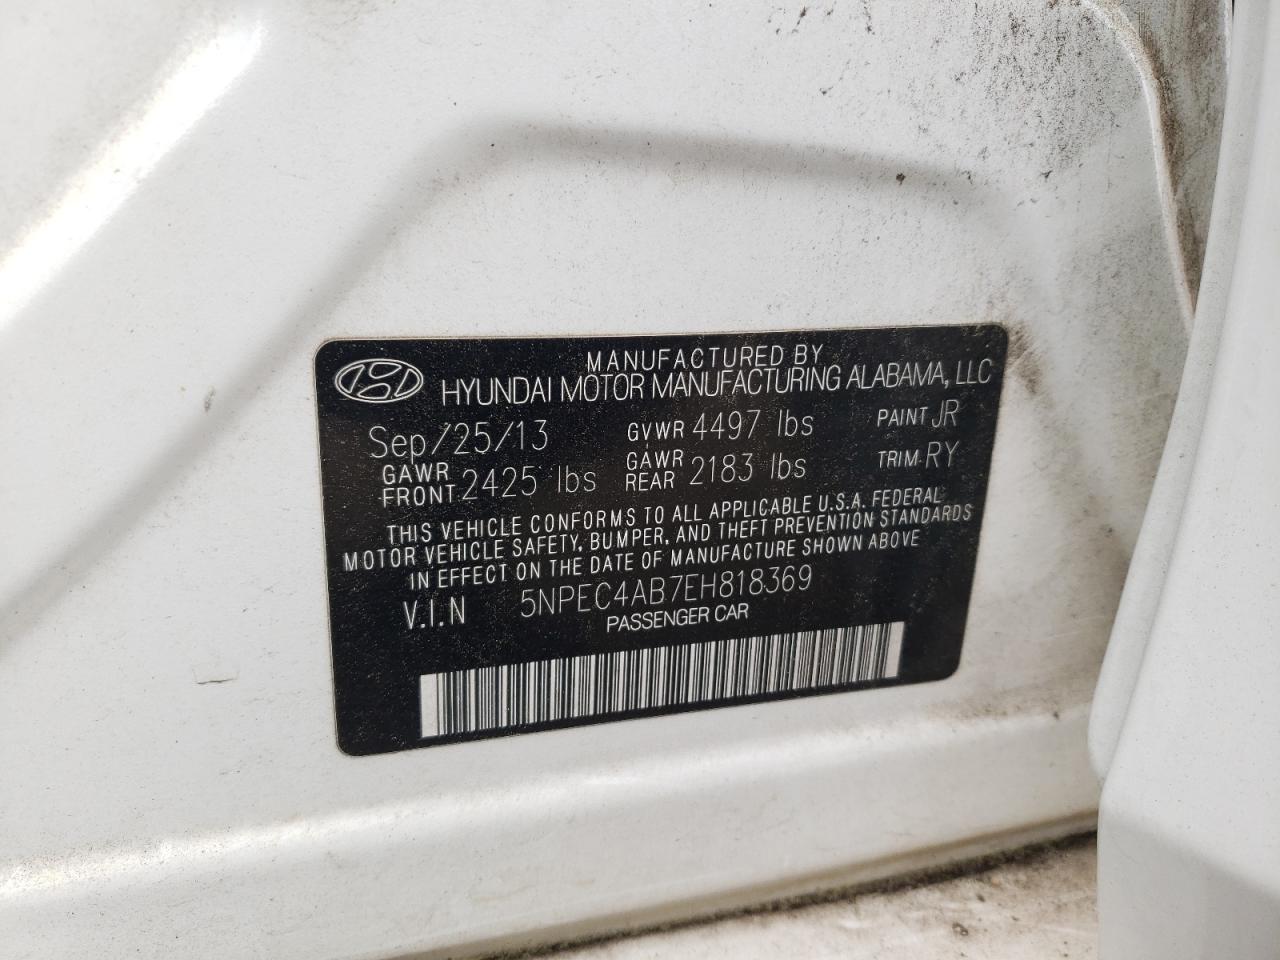 MANUFACTURED BY
HYUNDAI MOTOR MANUFACTURING ALABAMA, LLC
Sep/25/13 GVWR 4497 lbs PAINT JR
GAWR FRONT 2425 lbs GAWR REAR 2183 lbs TRIM RY
THIS VEHICLE CONFORMS TO ALL APPLICABLE U.S.A. FEDERAL
MOTOR VEHICLE SAFETY, BUMPER, AND THEFT PREVENTION STANDARDS
IN EFFECT ON THE DATE OF MANUFACTURE SHOWN ABOVE
V.I.N 5NPEC4AB7EH818369
PASSENGER CAR